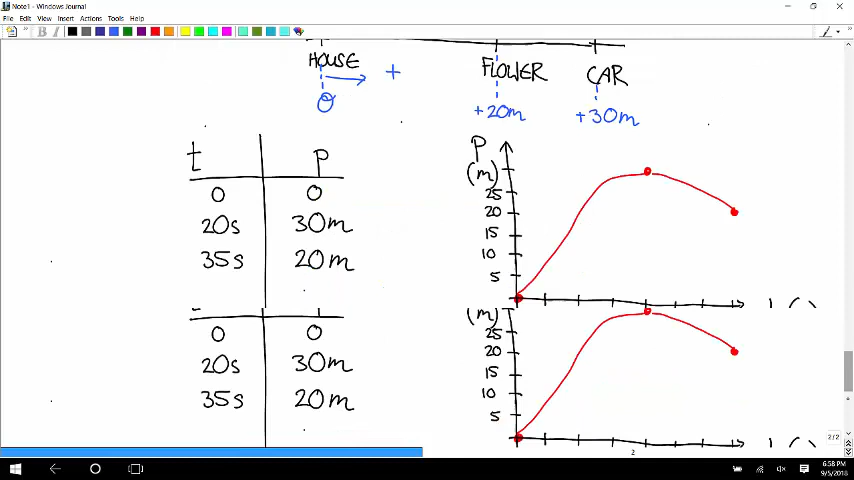 Note1 - Windows Journal
File Edit View Insert Actions Tools Help
HOUSE
FLOWER
CAR
+
0
+20m
+30m
t P
0 0
20s 30m
35s 20m
P
(m)
25
20
15
10
5
0 0
20s 30m
35s 20m
(m)
25
20
15
10
5
2
2/2
6:58 PM
9/5/2018